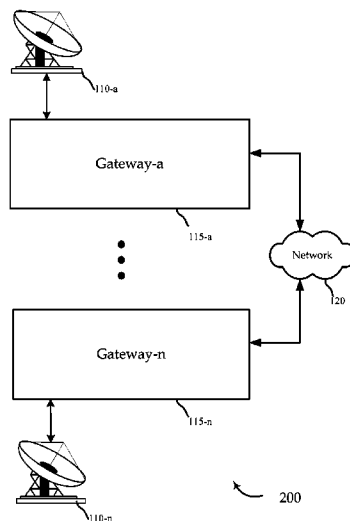 110-a
Gateway-a
115-a
Network
120
Gateway-n
115-n
110-n
200